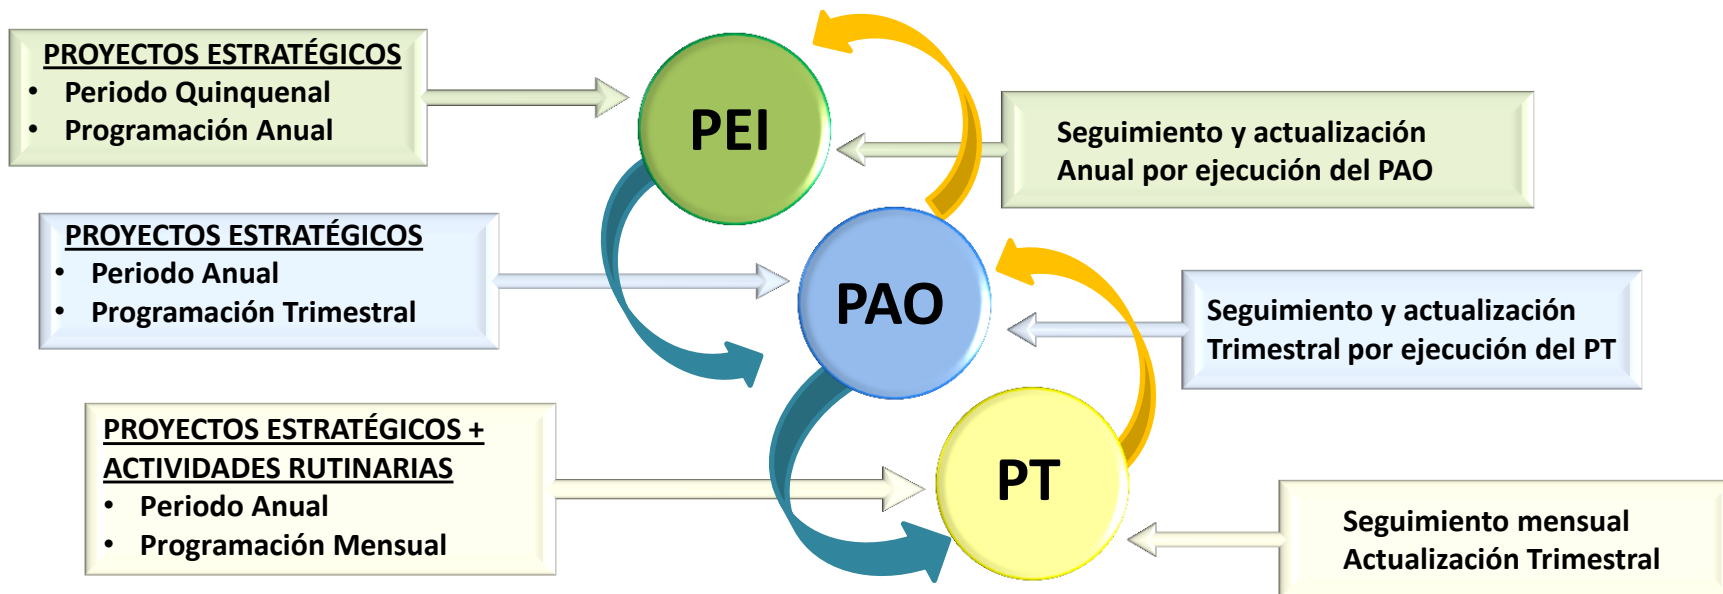 PROYECTOS ESTRATÉGICOS
• Periodo Quinquenal
• Programación Anual
PEI
Seguimiento y actualización
Anual por ejecución del PAO
PROYECTOS ESTRATÉGICOS
• Periodo Anual
• Programación Trimestral
PAO
Seguimiento y actualización
Trimestral por ejecución del PT
PROYECTOS ESTRATÉGICOS +
ACTIVIDADES RUTINARIAS
• Periodo Anual
• Programación Mensual
PT
Seguimiento mensual
Actualización Trimestral